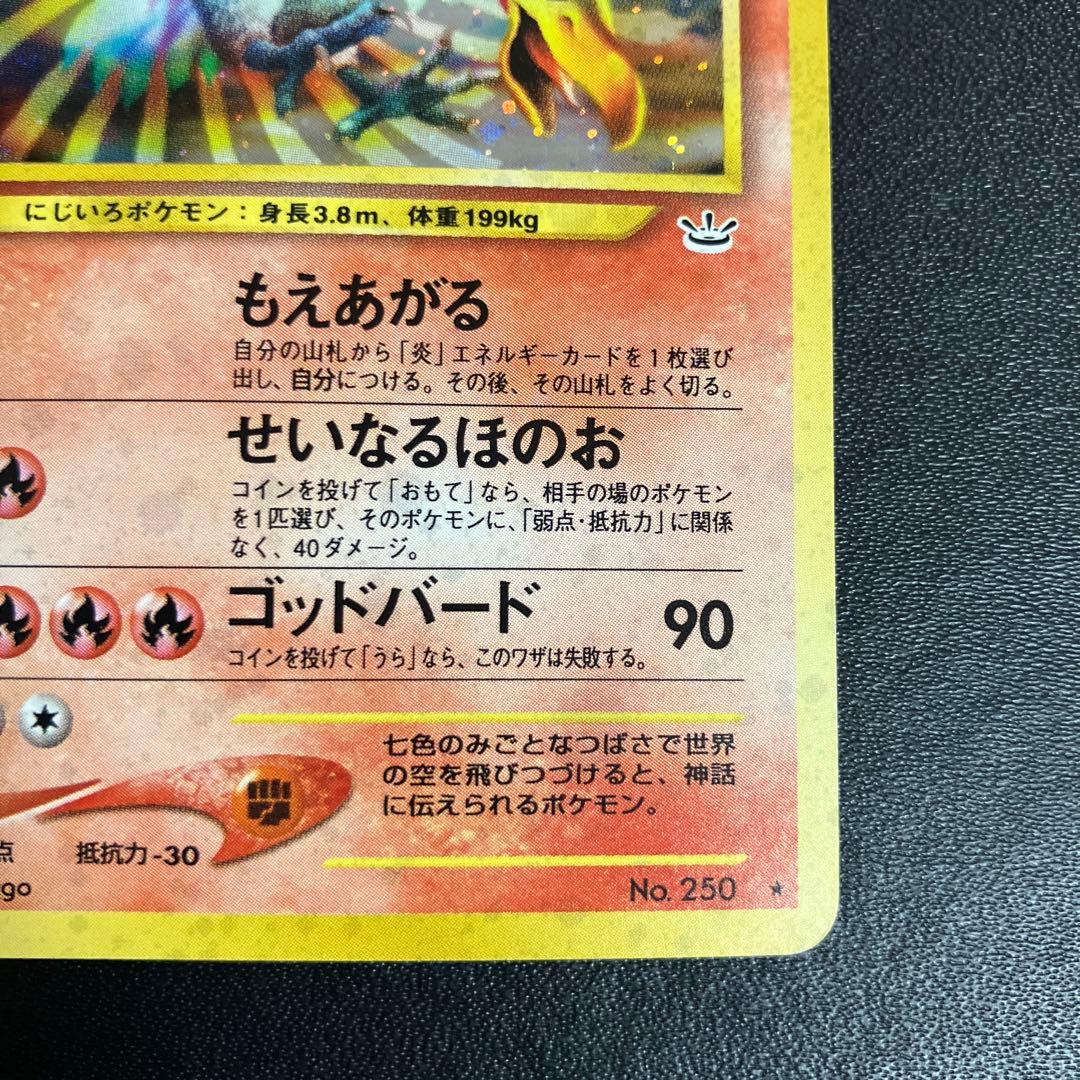 にじいろポケモン：身長3.8m、体重199kg
もえあがる
自分の山札から「炎」エネルギーカードを1枚選び
出し、自分につける。その後、その山札をよく切る。
せいなるほのお
コインを投げて「おもて」なら、相手の場のポケモン
を1匹選び、そのポケモンに、「弱点･抵抗力」に関係
なく、40ダメージ。
ゴッドバード 90
コインを投げて「うら」なら、このワザは失敗する。
七色のみごとなつばさで世界
の空を飛びつづけると、神話
に伝えられるポケモン。
点 抵抗力 -30
go No. 250 ★